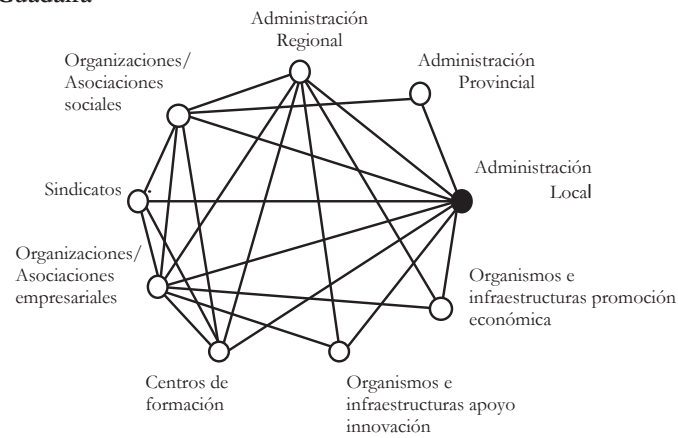 Administración
Regional
Organizaciones/
Asociaciones
sociales
Administración
Provincial
Sindicatos
Administración
Local
Organizaciones/
Asociaciones
empresariales
Organismos e
infraestructuras promoción
económica
Centros de
formación
Organismos e
infraestructuras apoyo
innovación